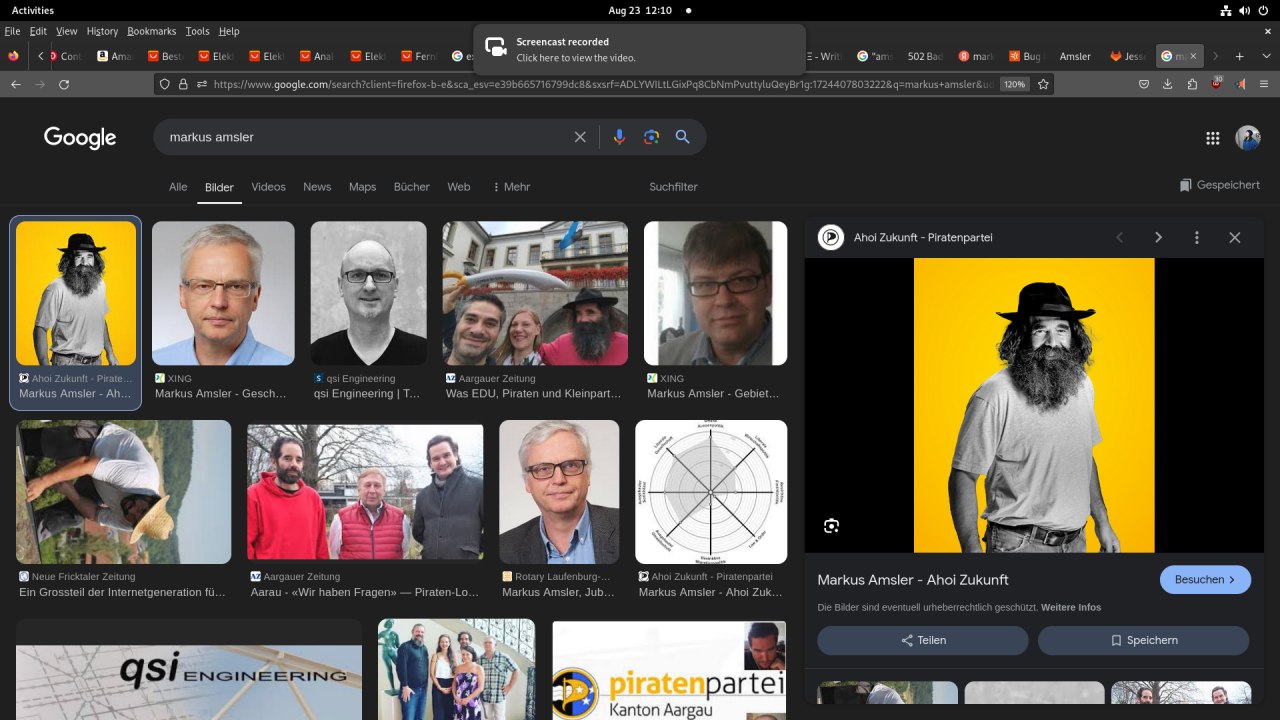 Activities
Aug 23 12:10
File Edit View History Bookmarks Tools Help
Screencast recorded
Click here to view the video.
Cont Ama Best Elekt Elekt Anai Elekt Ferni E - Writ "ams 502 Bad mark Bug Amsler Jesse
https://www.google.com/search?client=firefox-b-e&sca_esv=e39b665716799dc8&sxsrf=ADLYWILtLGixPq8CbNmPvuttyluQeyBr1g:1724407803222&q=markus+amsler&ud
120%
30
Google
markus amsler
Alle Bilder Videos News Maps Bücher Web Mehr Suchfilter
Gespeichert
Ahoi Zukunft - Pirate...
Markus Amsler - Ah...
XING
Markus Amsler - Gesch...
qsi Engineering
qsi Engineering | T...
Aargauer Zeitung
Was EDU, Piraten und Kleinpart...
XING
Markus Amsler - Gebiet...
Neue Fricktaler Zeitung
Ein Grossteil der Internetgeneration fü...
Aargauer Zeitung
Aarau - «Wir haben Fragen» — Piraten-Lo...
Rotary Laufenburg-...
Markus Amsler, Jub...
Ahoi Zukunft - Piratenpartei
Markus Amsler - Ahoi Zuk...
qsi ENGINEERING
piratenpartei
Kanton Aargau
Ahoi Zukunft - Piratenpartei
Markus Amsler - Ahoi Zukunft
Besuchen
Die Bilder sind eventuell urheberrechtlich geschützt. Weitere Infos
Teilen
Speichern